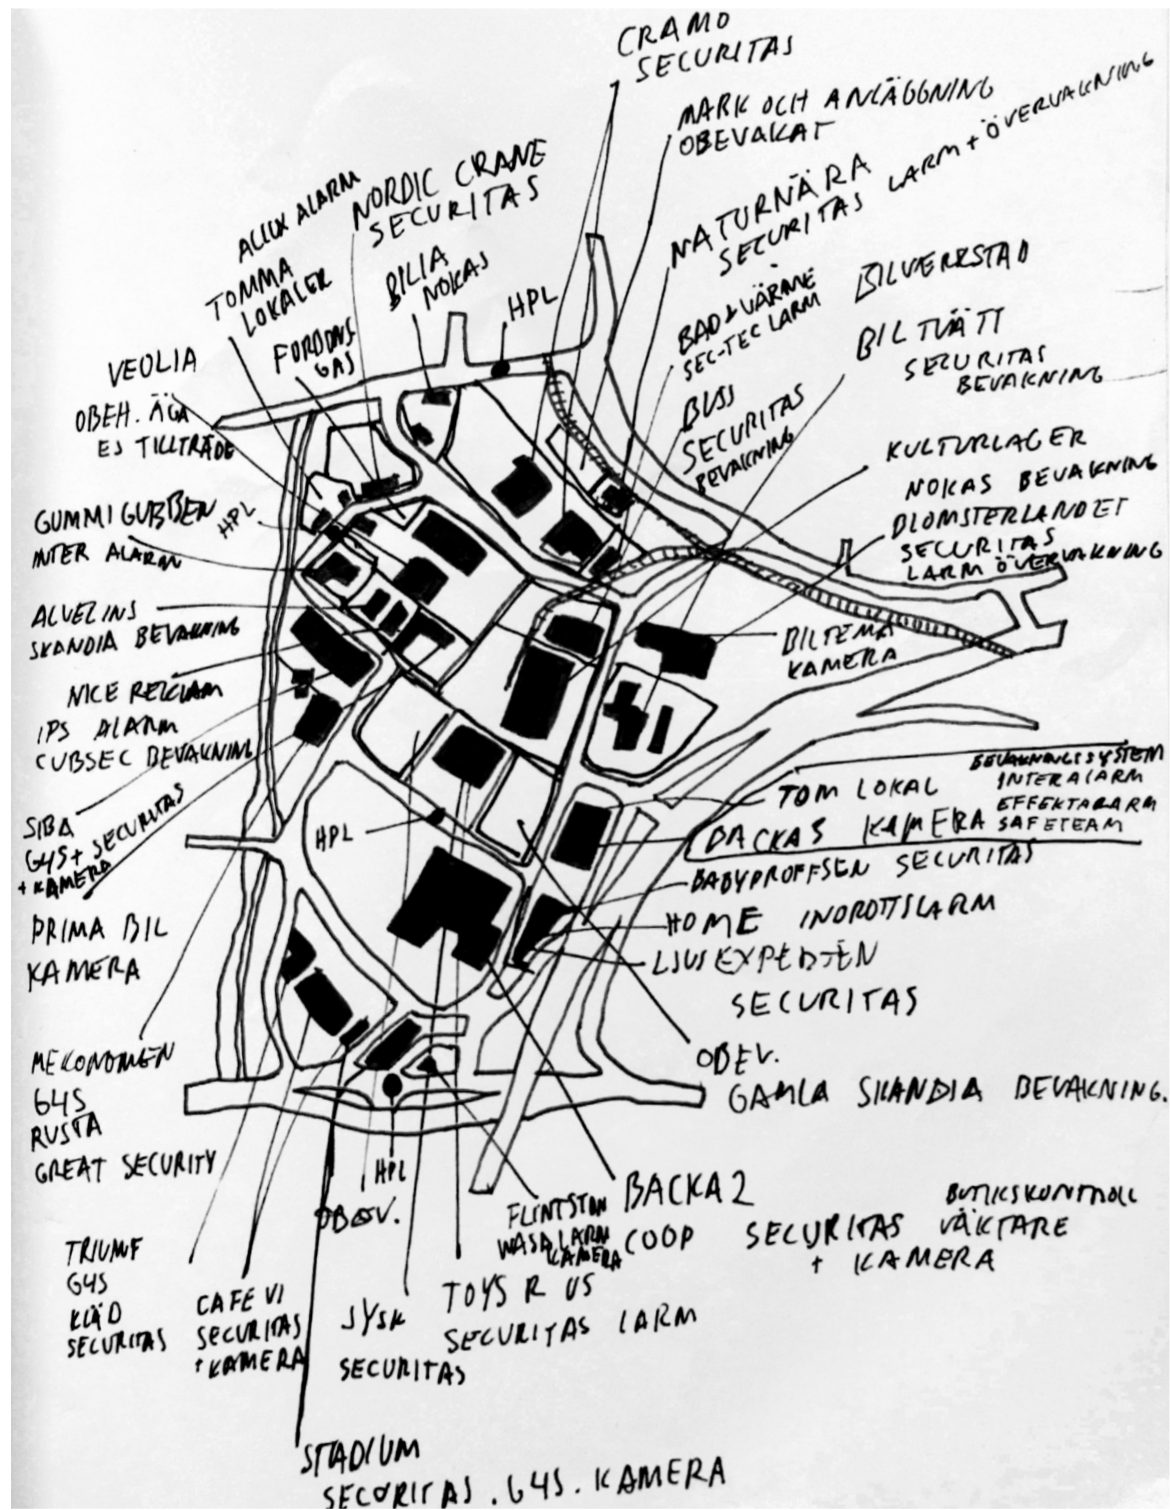 CRAMO
SECURITAS
MARK OCH ANLÄGGNING
OBEVAKAT
NATURNÄRA
SECURITAS LARM + ÖVERVAKNING
NORDIC CRANE
SECURITAS
ALARM
TOMMA
LOKALER
BILIA
NOKAS
HPL
FORDONS-
GAS
VEOLIA
OBEH. ÄGA
EJ TILLTRÄDE
BAD & VÄRME
SEC-TEC LARM
BILVERKSTAD
BILTVÄTT
SECURITAS
BEVAKNING
BUSS
SECURITAS
BEVAKNING
KULTURLAGER
NOKAS BEVAKNING
BLOMSTERLANDET
SECURITAS
LARM ÖVERVAKNING
GUMMIGUBBEN
HPL
INTER ALARM
ALVELINS
SKANDIA BEVAKNING
BILTEMA
KAMERA
NICE REKLAM
IPS ALARM
CUBSEC BEVAKNING
SIBA
G4S + SECURITAS
+ KAMERA
HPL
TOM LOKAL
BEVAKNINGSSYSTEM
INTERALARM
EFFEKTALARM
SAFETEAM
BACKAS KAMERA
BABYPROFFSEN SECURITAS
HOME INBROTTSLARM
LJUSEXPERTEN
SECURITAS
PRIMA BIL
KAMERA
OBEV.
GAMLA SKANDIA BEVAKNING.
MEKONOMEN
G4S
RUSTA
GREAT SECURITY
HPL
OBEV.
FLINTSTON
WASALARM
KAMERA
BACKA 2
COOP SECURITAS
BUTIKSKONTROLL
VÄKTARE
+ KAMERA
TRIUMF
G4S
KLÄD
SECURITAS
CAFE VI
SECURITAS
+ KAMERA
JYSK
SECURITAS
TOYS R US
SECURITAS LARM
STADIUM
SECURITAS . G4S . KAMERA